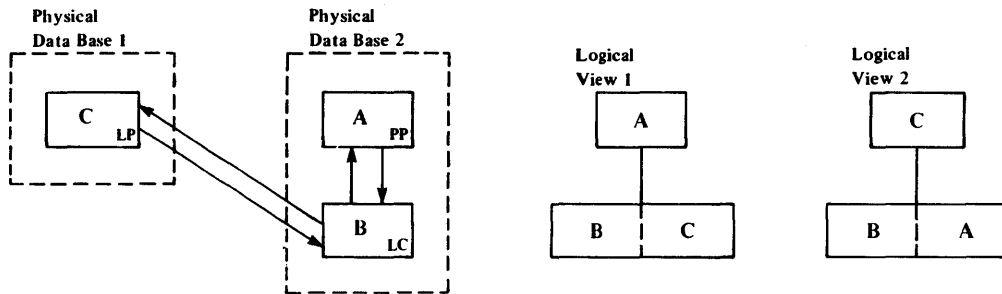 Physical
Data Base 1
Physical
Data Base 2
Logical
View 1
Logical
View 2
C
LP
A
PP
B
LC
A
B
C
C
B
A